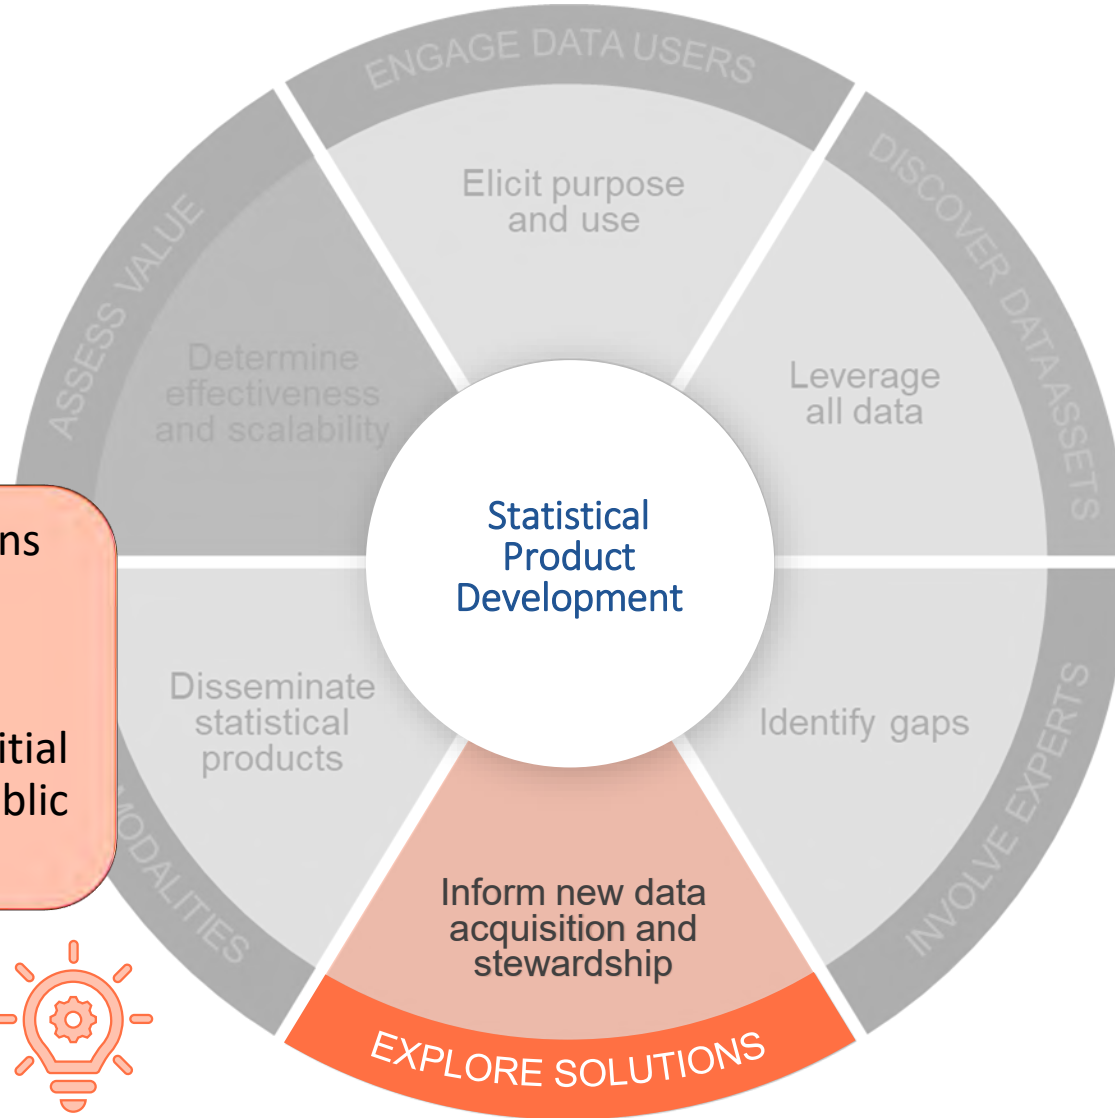 ENGAGE DATA USERS
Elicit purpose
and use
DISCOVER DATA ASSETS
Leverage
all data
ASSESS VALUE
Determine
effectiveness
and scalability
Statistical
Product
Development
Identify gaps
INVOLVE EXPERTS
Inform new data
acquisition and
stewardship
EXPLORE SOLUTIONS
Disseminate
statistical
products
MODALITIES
ns
itial
blic